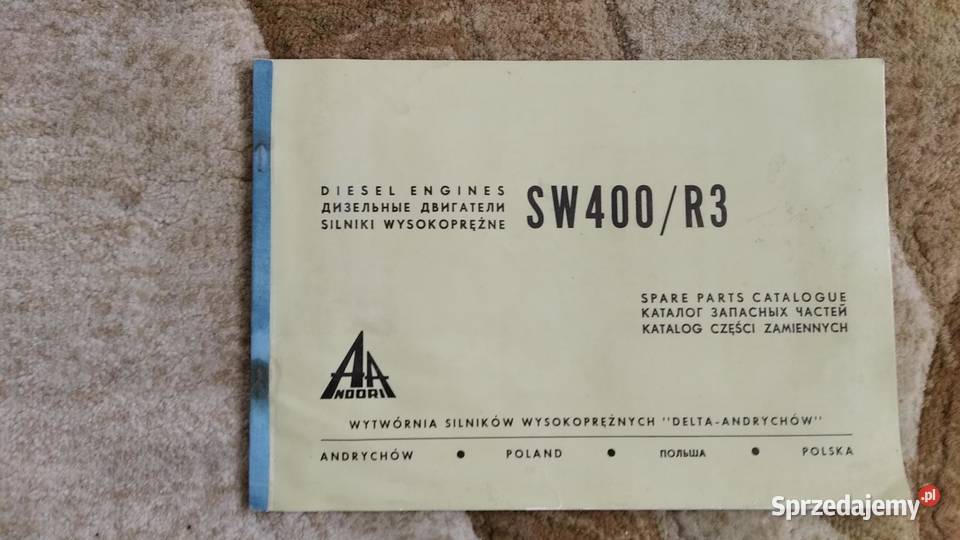 DIESEL ENGINES
ДИЗЕЛЬНЫЕ ДВИГАТЕЛИ
SILNIKI WYSOKOPRĘŻNE
SW400/R3
SPARE PARTS CATALOGUE
КАТАЛОГ ЗАПАСНЫХ ЧАСТЕЙ
KATALOG CZĘŚCI ZAMIENNYCH
ANDORIA
WYTWÓRNIA SILNIKÓW WYSOKOPRĘŻNYCH "DELTA-ANDRYCHÓW"
ANDRYCHÓW • POLAND • ПОЛЬША • POLSKA
Sprzedajemy.pl